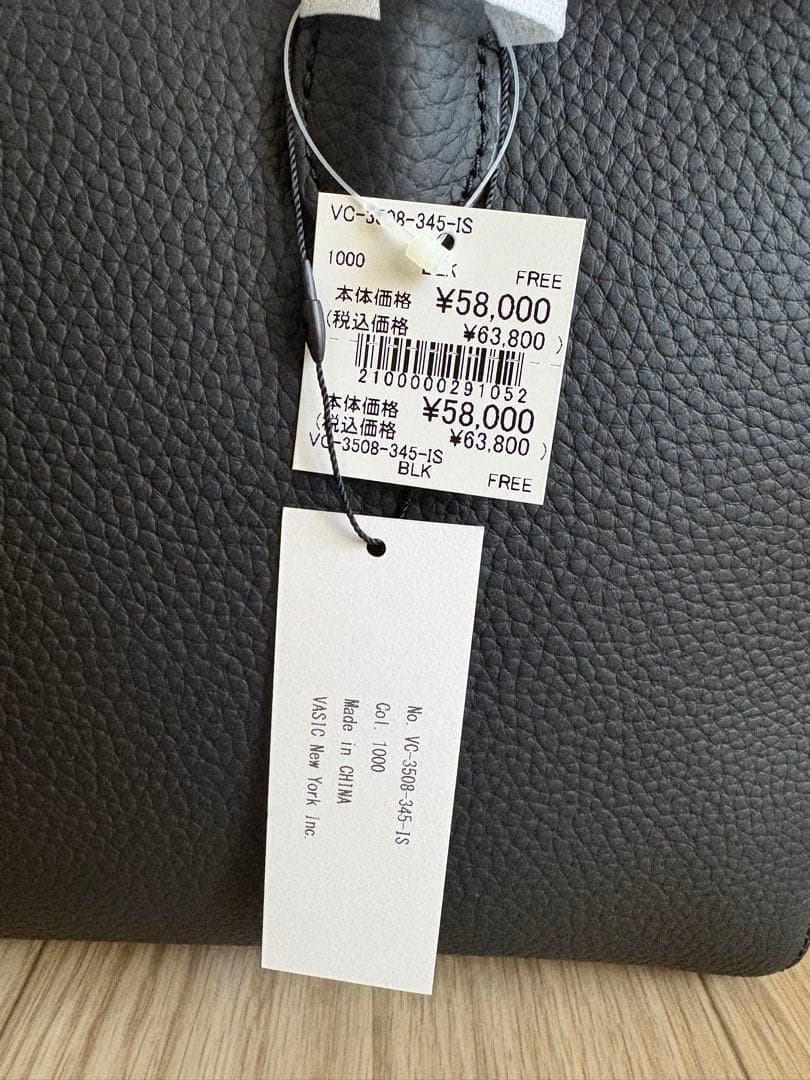 VC-3508-345-IS
1000 BLK FREE
本体価格 ¥58,000
(税込価格 ¥63,800 )
2100000291052
本体価格 ¥58,000
(税込価格 ¥63,800 )
VC-3508-345-IS
BLK FREE
No. VC-3508-345-IS
Col. 1000
Made in CHINA
VASIC New York Inc.